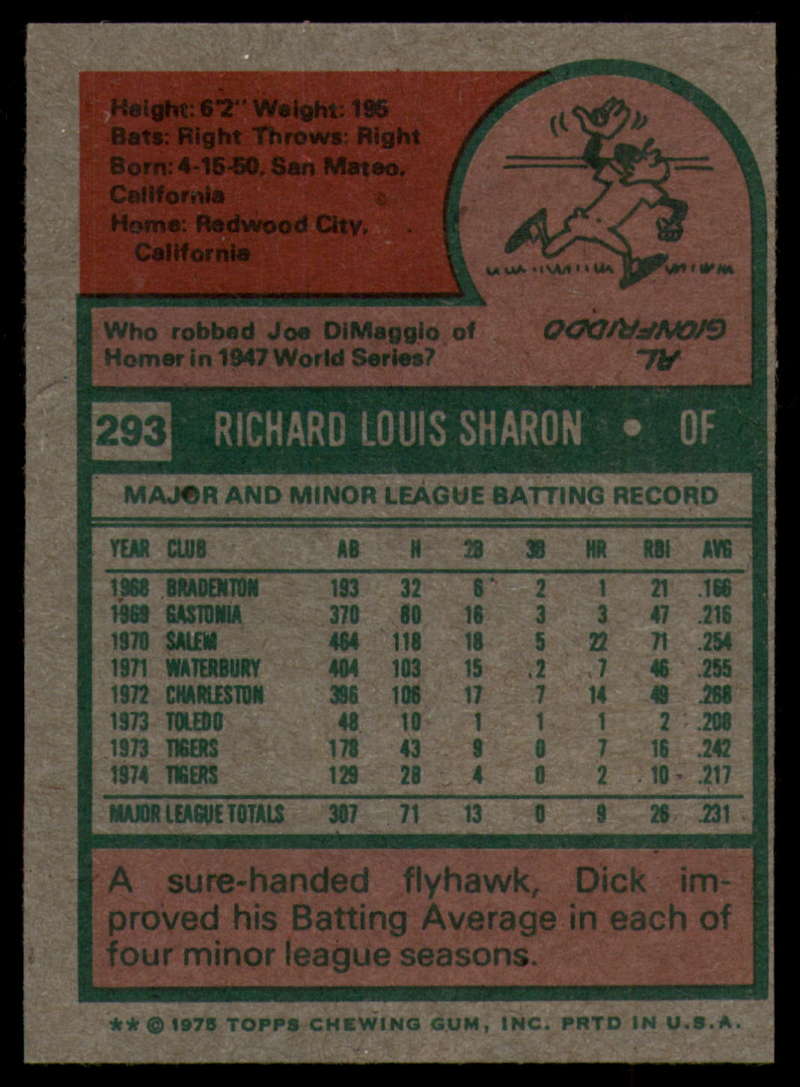 Height: 6'2" Weight: 195
Bats: Right Throws: Right
Born: 4-15-50, San Mateo,
California
Home: Redwood City,
California
Who robbed Joe DiMaggio of
Homer in 1947 World Series?
AL
GIONFRIDDO
293 RICHARD LOUIS SHARON • OF
MAJOR AND MINOR LEAGUE BATTING RECORD
YEAR CLUB AB H 2B 3B HR RBI AVG
1968 BRADENTON 193 32 6 2 1 21 .166
1969 GASTONIA 370 80 16 3 3 47 .216
1970 SALEM 464 118 18 5 22 71 .254
1971 WATERBURY 404 103 15 2 7 46 .255
1972 CHARLESTON 396 106 17 7 14 49 .268
1973 TOLEDO 48 10 1 1 1 2 .208
1973 TIGERS 178 43 9 0 7 16 .242
1974 TIGERS 129 28 4 0 2 10 .217
MAJOR LEAGUE TOTALS 307 71 13 0 9 26 .231
A sure-handed flyhawk, Dick im-
proved his Batting Average in each of
four minor league seasons.
** © 1975 TOPPS CHEWING GUM, INC. PRTD IN U.S.A.